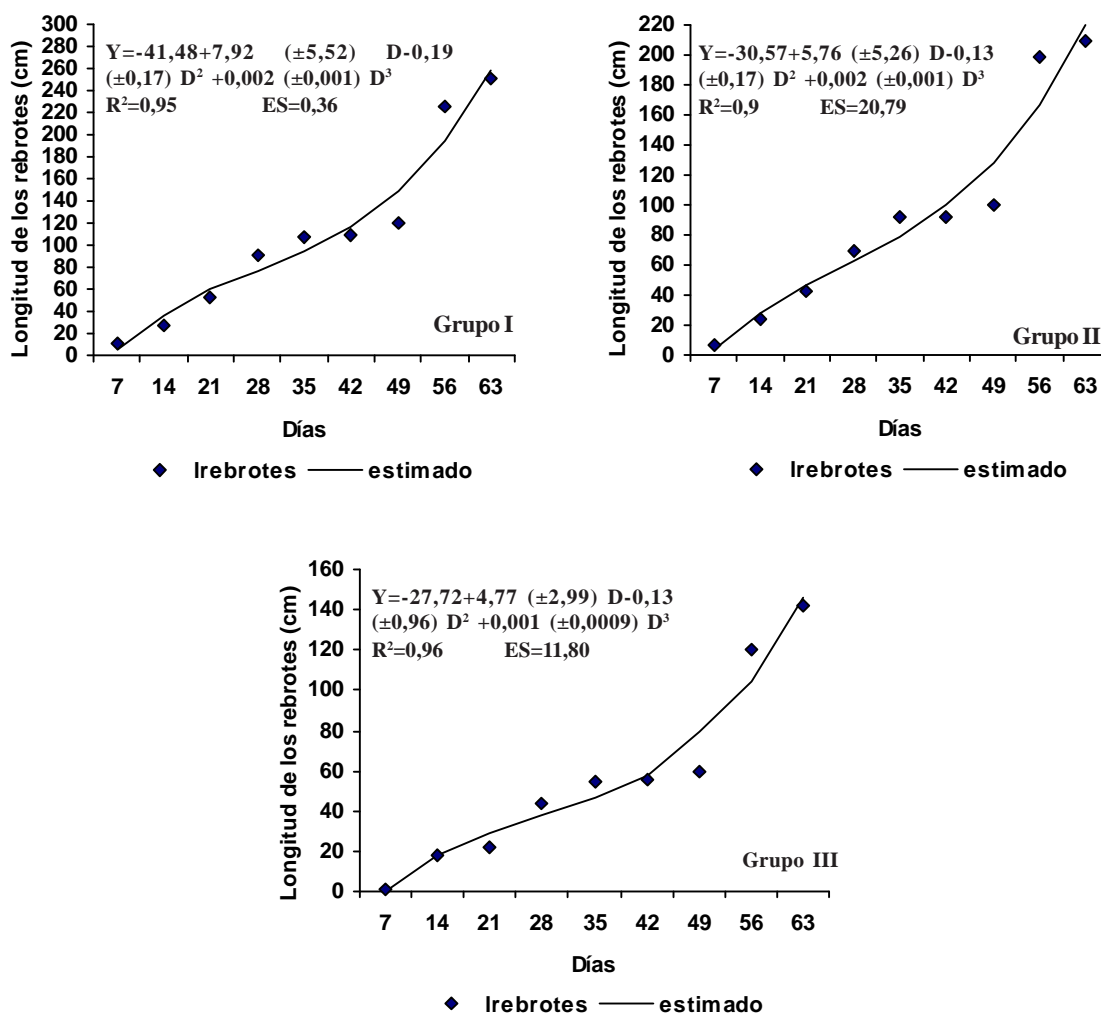 Longitud de los rebrotes (cm)
300
280
260
240
220
200
180
160
140
120
100
80
60
40
20
0
Y=-41,48+7,92 (±5,52) D-0,19
(±0,17) D² +0,002 (±0,001) D³
R²=0,95 ES=0,36
Grupo I
7 14 21 28 35 42 49 56 63
Días
lrebrotes estimado
Longitud de los rebrotes (cm)
220
200
180
160
140
120
100
80
60
40
20
0
Y=-30,57+5,76 (±5,26) D-0,13
(±0,17) D² +0,002 (±0,001) D³
R²=0,9 ES=20,79
Grupo II
7 14 21 28 35 42 49 56 63
Días
lrebrotes estimado
Longitud de los rebrotes (cm)
160
140
120
100
80
60
40
20
0
Y=-27,72+4,77 (±2,99) D-0,13
(±0,96) D² +0,001 (±0,0009) D³
R²=0,96 ES=11,80
Grupo III
7 14 21 28 35 42 49 56 63
Días
lrebrotes estimado